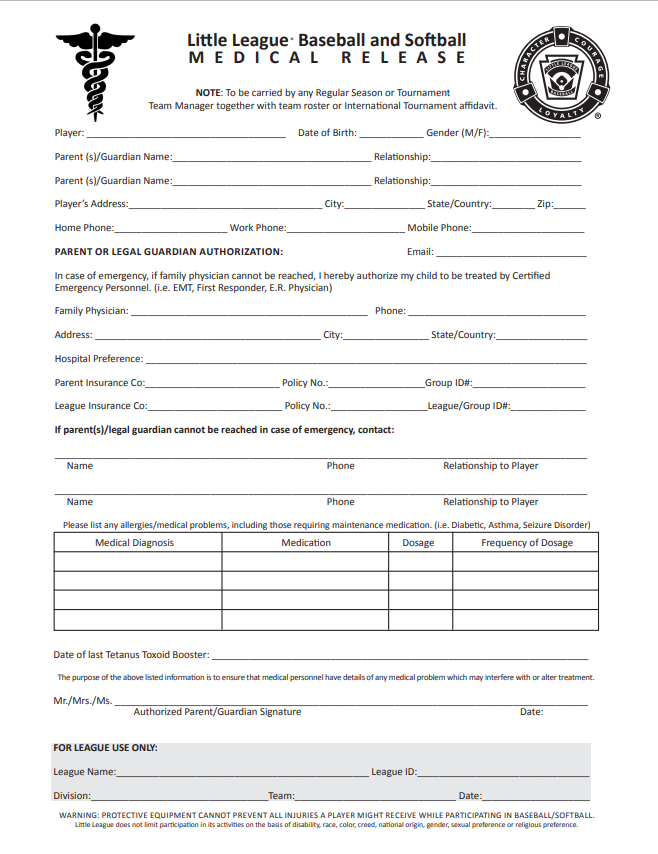 Little League® Baseball and Softball
MEDICAL RELEASE
NOTE: To be carried by any Regular Season or Tournament
Team Manager together with team roster or International Tournament affidavit.
CHARACTER COURAGE LOYALTY
LITTLE LEAGUE
BASEBALL
®
Player: Date of Birth: Gender (M/F):
Parent (s)/Guardian Name: Relationship:
Parent (s)/Guardian Name: Relationship:
Player's Address: City: State/Country: Zip:
Home Phone: Work Phone: Mobile Phone:
PARENT OR LEGAL GUARDIAN AUTHORIZATION: Email:
In case of emergency, if family physician cannot be reached, I hereby authorize my child to be treated by Certified
Emergency Personnel. (i.e. EMT, First Responder, E.R. Physician)
Family Physician: Phone:
Address: City: State/Country:
Hospital Preference:
Parent Insurance Co: Policy No.: Group ID#:
League Insurance Co: Policy No.: League/Group ID#:
If parent(s)/legal guardian cannot be reached in case of emergency, contact:
Name Phone Relationship to Player
Name Phone Relationship to Player
Please list any allergies/medical problems, including those requiring maintenance medication. (i.e. Diabetic, Asthma, Seizure Disorder)
Medical Diagnosis Medication Dosage Frequency of Dosage
Date of last Tetanus Toxoid Booster:
The purpose of the above listed information is to ensure that medical personnel have details of any medical problem which may interfere with or alter treatment.
Mr./Mrs./Ms.
Authorized Parent/Guardian Signature Date:
FOR LEAGUE USE ONLY:
League Name: League ID:
Division: Team: Date:
WARNING: PROTECTIVE EQUIPMENT CANNOT PREVENT ALL INJURIES A PLAYER MIGHT RECEIVE WHILE PARTICIPATING IN BASEBALL/SOFTBALL.
Little League does not limit participation in its activities on the basis of disability, race, color, creed, national origin, gender, sexual preference or religious preference.